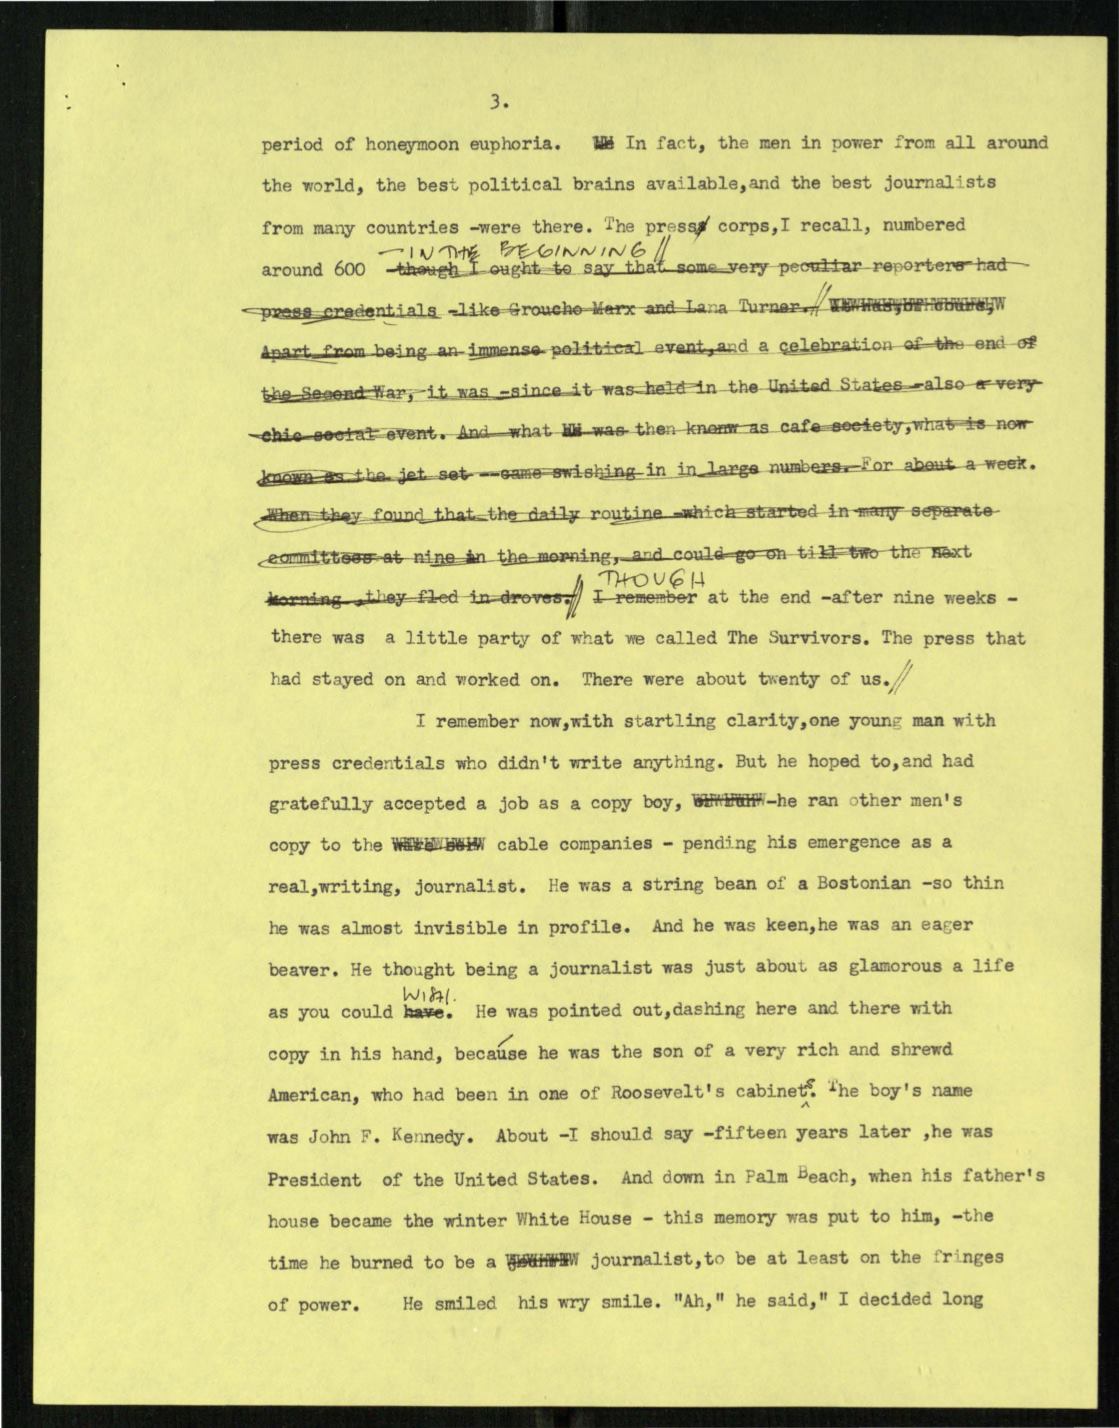 3.
period of honeymoon euphoria. In fact, the men in power from all around
the world, the best political brains available,and the best journalists
from many countries -were there. The press corps,I recall, numbered
- IN THE BEGINNING //
around 600 -though I ought to say that some very peculiar reporters had
press credentials -like Groucho Marx and Lana Turner. //
Apart from being an immense political event,and a celebration of the end of
the Second War, it was -since it was held in the United States -also a very
chic social event. And what was then knonw as cafe society,what is now
known as the jet set --came swishing in in large numbers. For about a week.
When they found that the daily routine -which started in many separate
committees at nine in the morning, and could go on till two the next
THOUGH
morning ,they fled in droves. // I remember at the end -after nine weeks -
there was a little party of what we called The Survivors. The press that
had stayed on and worked on. There were about twenty of us. //
I remember now,with startling clarity,one young man with
press credentials who didn't write anything. But he hoped to,and had
gratefully accepted a job as a copy boy, -he ran other men's
copy to the cable companies - pending his emergence as a
real,writing, journalist. He was a string bean of a Bostonian -so thin
he was almost invisible in profile. And he was keen,he was an eager
beaver. He thought being a journalist was just about as glamorous a life
WISH.
as you could have. He was pointed out,dashing here and there with
copy in his hand, because he was the son of a very rich and shrewd
American, who had been in one of Roosevelt's cabinets. The boy's name
was John F. Kennedy. About -I should say -fifteen years later ,he was
President of the United States. And down in Palm Beach, when his father's
house became the winter White House - this memory was put to him, -the
time he burned to be a journalist,to be at least on the fringes
of power. He smiled his wry smile. "Ah," he said," I decided long